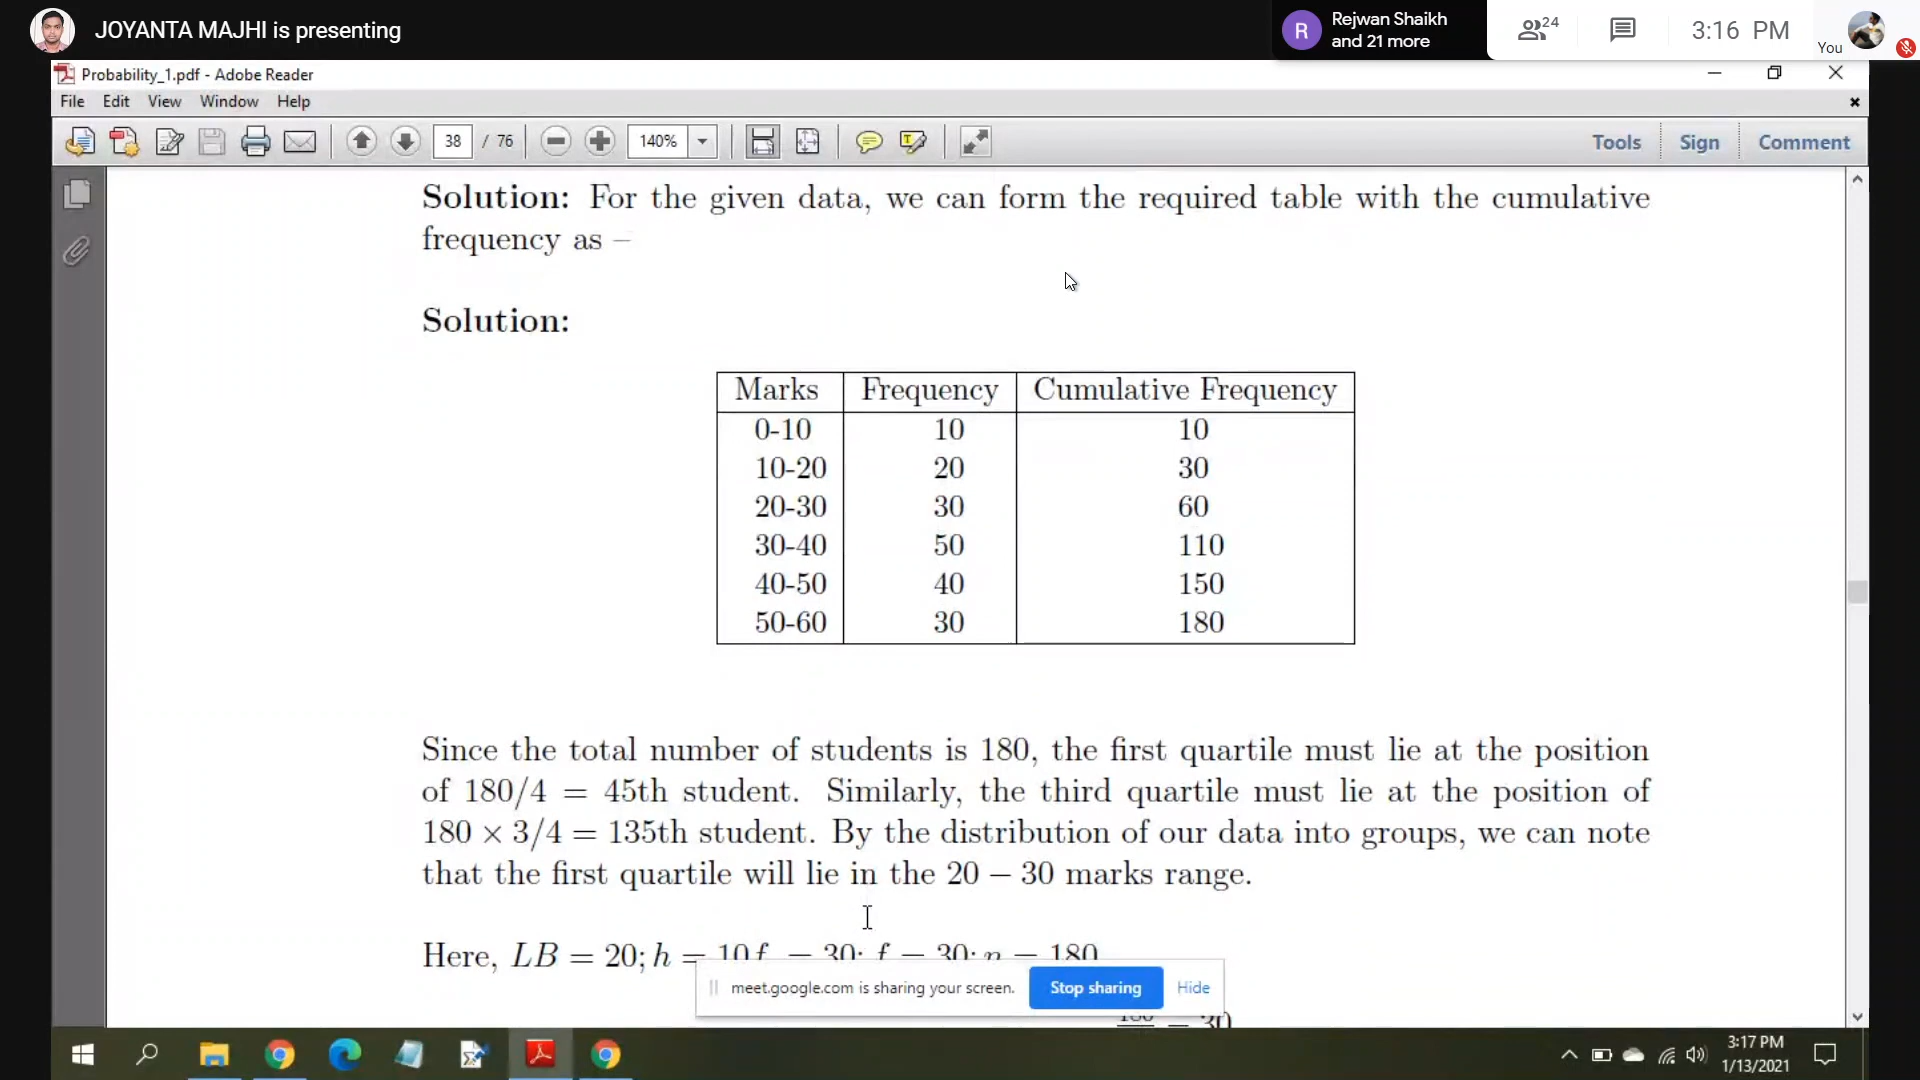 JOYANTA MAJHI is presenting
R
Rejwan Shaikh
and 21 more
24
3:16 PM
You
Probability_1.pdf - Adobe Reader
File Edit View Window Help
38 / 76
140%
Tools Sign Comment
Solution: For the given data, we can form the required table with the cumulative
frequency as –
Solution:
Marks Frequency Cumulative Frequency
0-10 10 10
10-20 20 30
20-30 30 60
30-40 50 110
40-50 40 150
50-60 30 180
Since the total number of students is 180, the first quartile must lie at the position
of 180/4 = 45th student. Similarly, the third quartile must lie at the position of
180 × 3/4 = 135th student. By the distribution of our data into groups, we can note
that the first quartile will lie in the 20 – 30 marks range.
Here, LB = 20; h = 10 f = 30; f = 30; n = 180
meet.google.com is sharing your screen. Stop sharing Hide
180 – 30
3:17 PM
1/13/2021